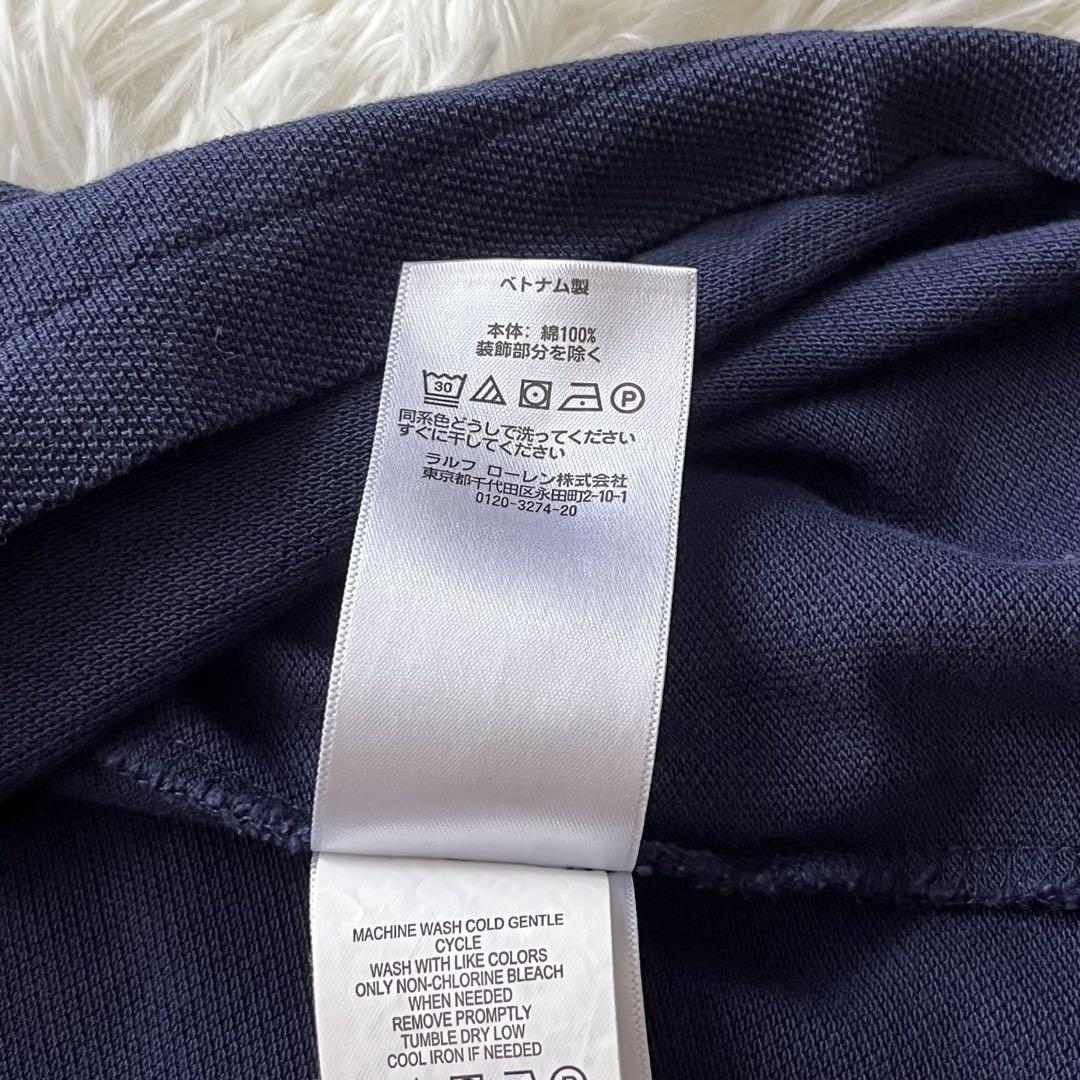 ベトナム製
本体: 綿100%
装飾部分を除く
30 P
同系色どうしで洗ってください
すぐに干してください
ラルフ ローレン株式会社
東京都千代田区永田町2-10-1
0120-3274-20
MACHINE WASH COLD GENTLE
CYCLE
WASH WITH LIKE COLORS
ONLY NON-CHLORINE BLEACH
WHEN NEEDED
REMOVE PROMPTLY
TUMBLE DRY LOW
COOL IRON IF NEEDED